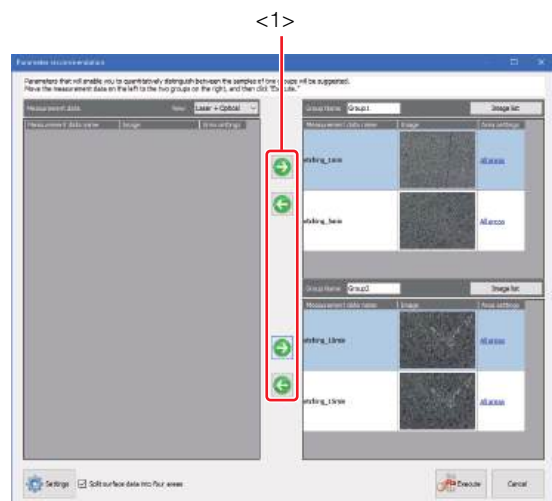 <1>
Parameter recommendation
Parameters that will enable you to quantitatively distinguish between the samples of two groups will be suggested.
Move the measurement data on the left to the two groups on the right, and then click "Execute."
Measurement data
View
Laser + Optical
Group Name
Group1
Image list
Measurement data name
Image
Area settings
Measurement data name
Image
Area settings
All areas
All areas
Group Name
Group2
Image list
Measurement data name
Image
Area settings
All areas
All areas
Settings
Split surface data into four areas
Execute
Cancel